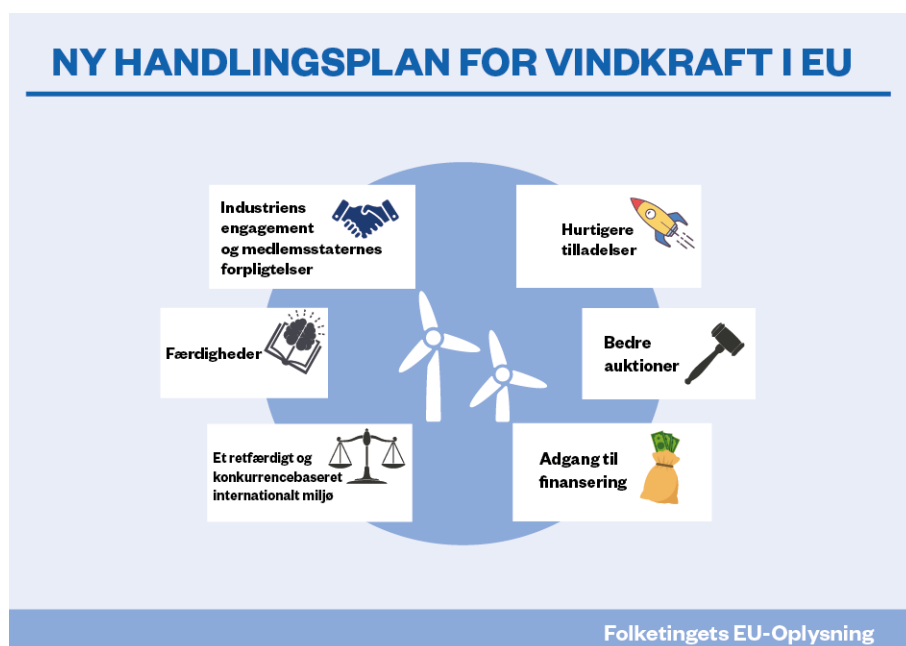 NY HANDLINGSPLAN FOR VINDKRAFT I EU
Industriens
engagement
og medlemsstaternes
forpligtelser
Hurtigere
tilladelser
Færdigheder
Bedre
auktioner
Et retfærdigt og
konkurrencebaseret
internationalt miljø
Adgang til
finansering
Folketingets EU-Oplysning